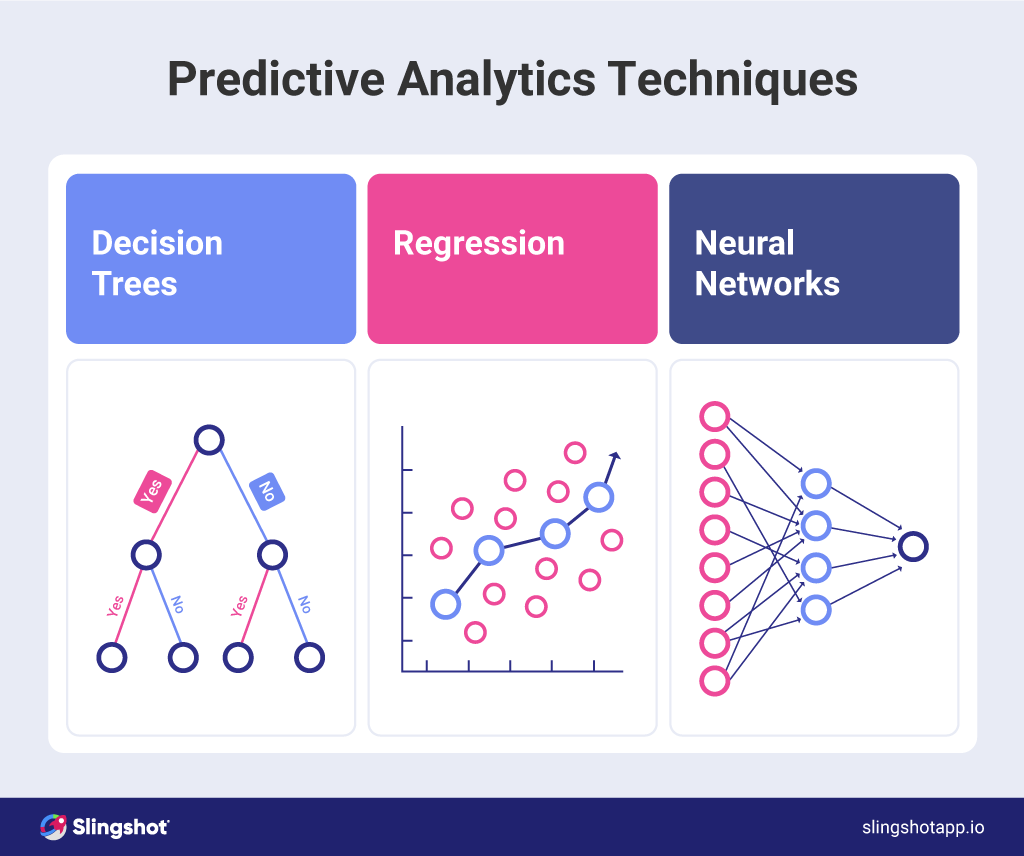 Predictive Analytics Techniques
Decision
Trees
Regression
Neural
Networks
Yes
No
Yes
No
Yes
No
Slingshot
slingshotapp.io